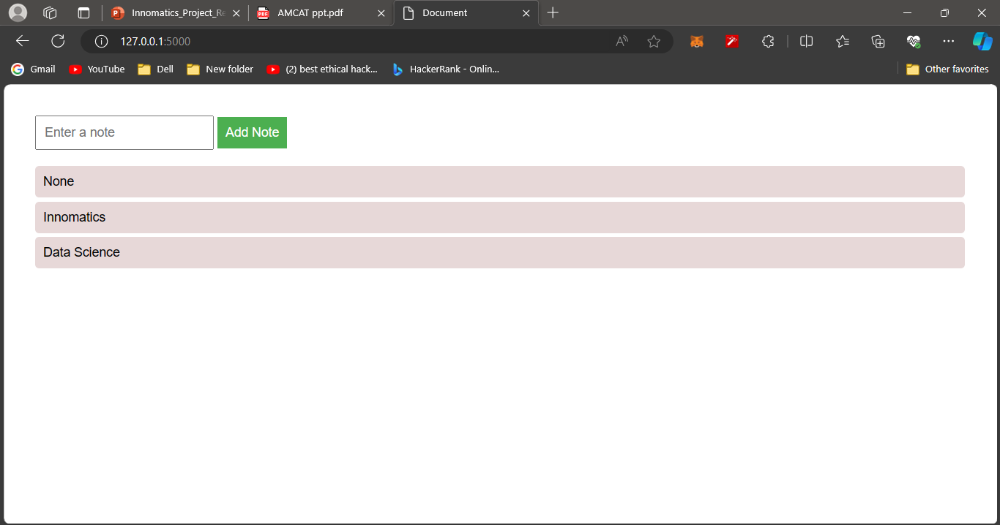 Innomatics_Project_Re
AMCAT ppt.pdf
Document
127.0.0.1:5000
Gmail
YouTube
Dell
New folder
(2) best ethical hack...
HackerRank - Onlin...
Other favorites
Enter a note
Add Note
None
Innomatics
Data Science